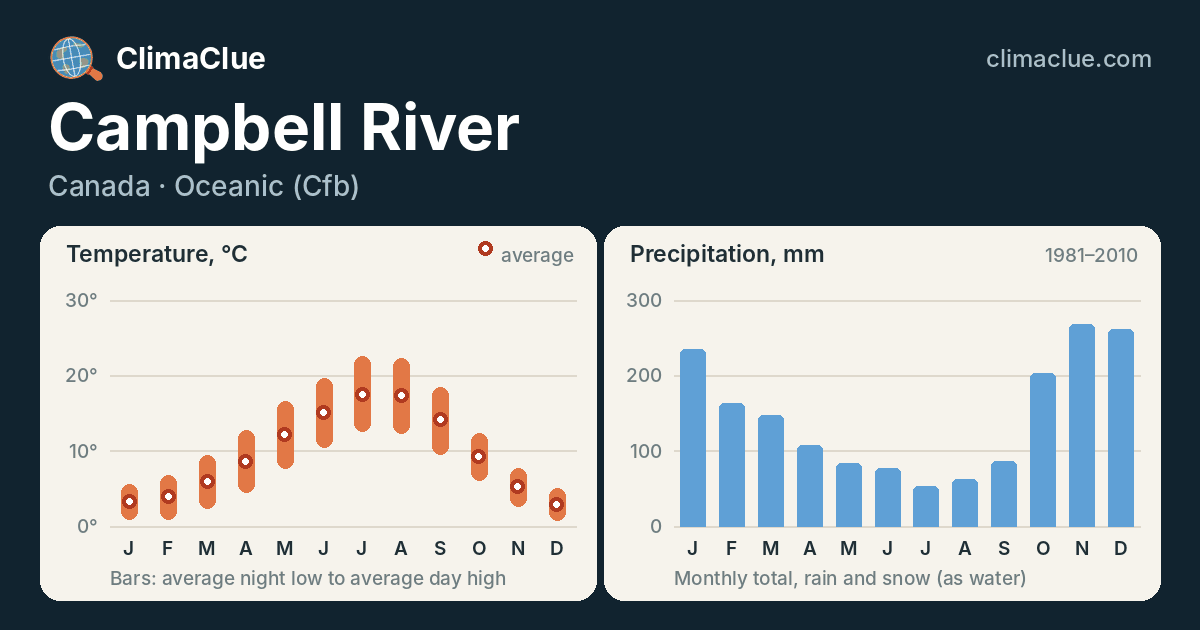 ClimaClue
climaclue.com
Campbell River
Canada · Oceanic (Cfb)
Temperature, °C
average
30°
20°
10°
0°
J F M A M J J A S O N D
Bars: average night low to average day high
Precipitation, mm
1981–2010
300
200
100
0
J F M A M J J A S O N D
Monthly total, rain and snow (as water)